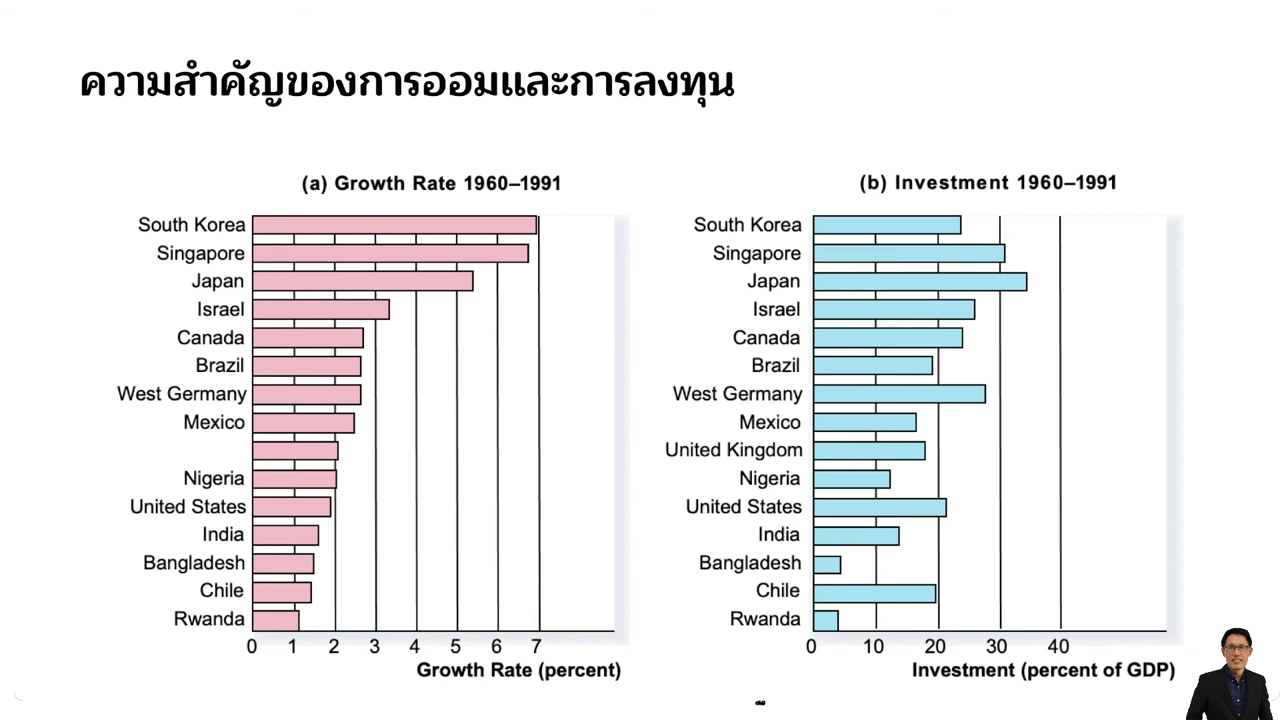 ความสำคัญของการออมและการลงทุน
(a) Growth Rate 1960–1991
South Korea
Singapore
Japan
Israel
Canada
Brazil
West Germany
Mexico
Nigeria
United States
India
Bangladesh
Chile
Rwanda
0 1 2 3 4 5 6 7
Growth Rate (percent)
(b) Investment 1960–1991
South Korea
Singapore
Japan
Israel
Canada
Brazil
West Germany
Mexico
United Kingdom
Nigeria
United States
India
Bangladesh
Chile
Rwanda
0 10 20 30 40
Investment (percent of GDP)